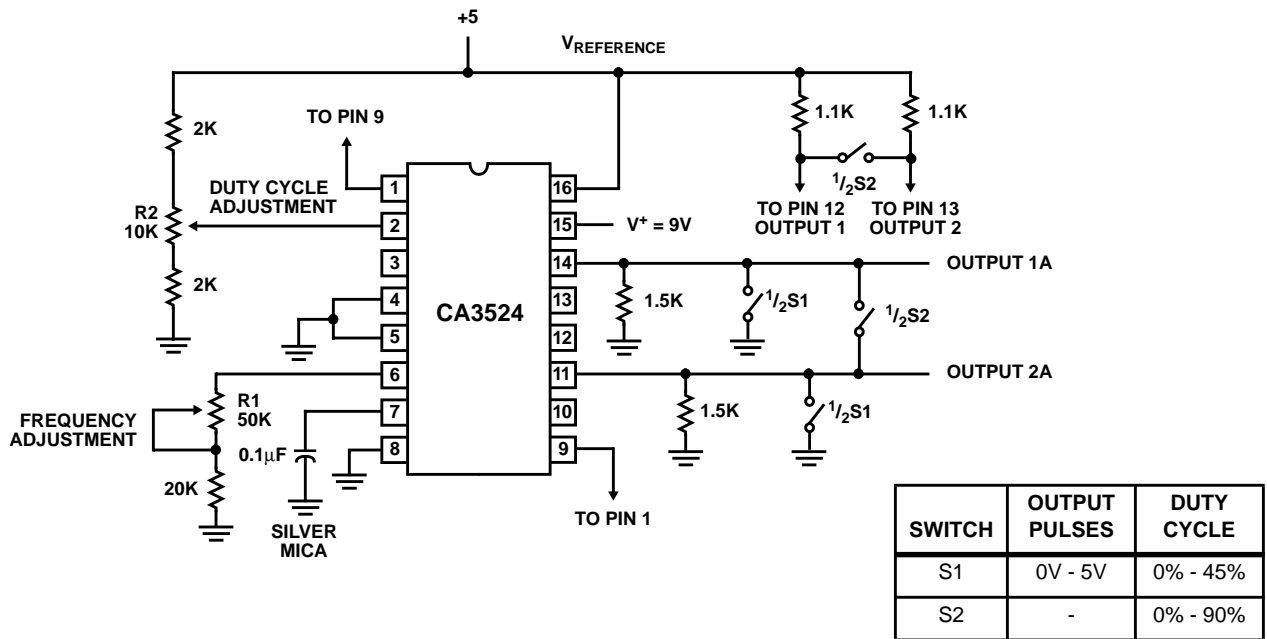 +5
VREFERENCE
2K
TO PIN 9
1.1K
1.1K
1/2S2
DUTY CYCLE
ADJUSTMENT
R2
10K
TO PIN 12
OUTPUT 1
TO PIN 13
OUTPUT 2
2K
CA3524
1
2
3
4
5
6
7
8
16
15
14
13
12
11
10
9
V+ = 9V
OUTPUT 1A
1.5K
1/2S1
1/2S2
OUTPUT 2A
1.5K
1/2S1
FREQUENCY
ADJUSTMENT
R1
50K
0.1μF
20K
SILVER
MICA
TO PIN 1
SWITCH OUTPUT PULSES DUTY CYCLE
S1 0V - 5V 0% - 45%
S2 - 0% - 90%